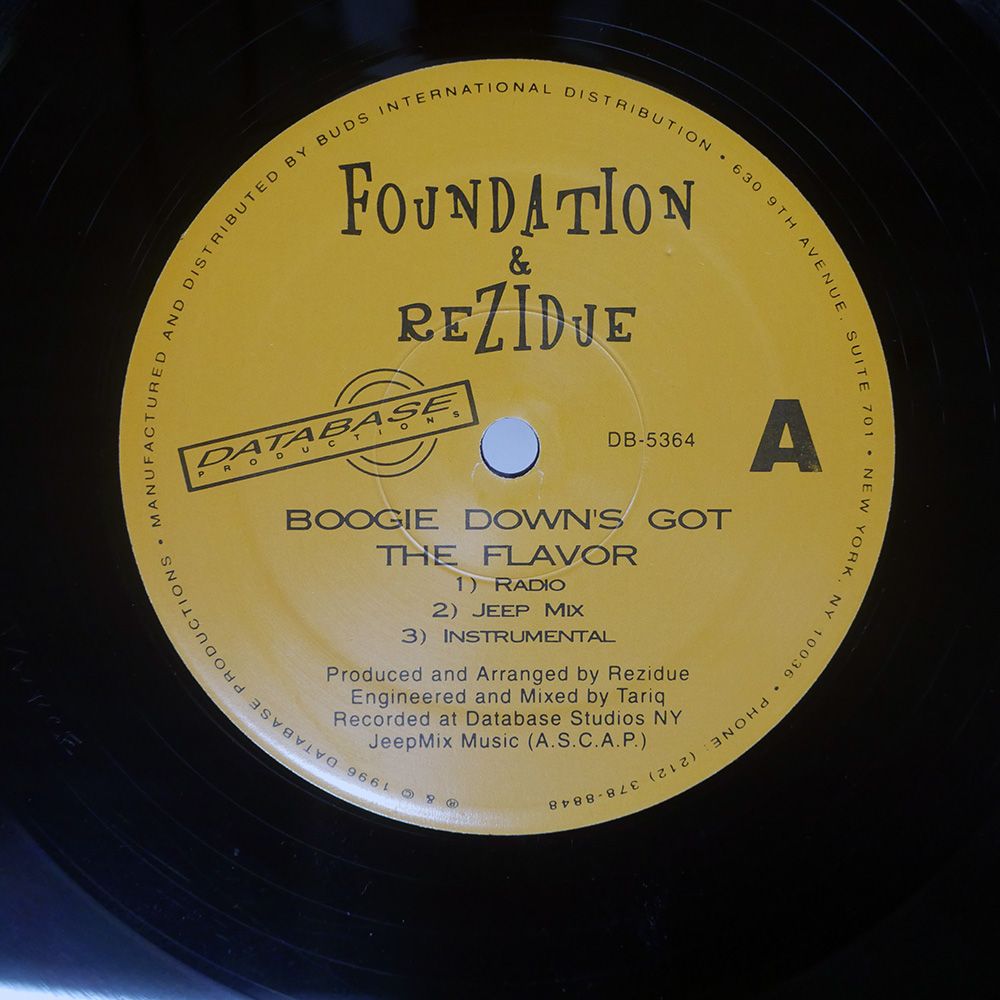 FOUNDATION
&
REZIDJE
DATABASE
PRODUCTIONS
DB-5364
A
BOOGIE DOWN'S GOT
THE FLAVOR
1) RADIO
2) JEEP MIX
3) INSTRUMENTAL
Produced and Arranged by Rezidue
Engineered and Mixed by Tariq
Recorded at Database Studios NY
JeepMix Music (A.S.C.A.P.)
℗ & © 1996 DATABASE PRODUCTIONS • MANUFACTURED AND DISTRIBUTED BY BUDS INTERNATIONAL DISTRIBUTION • 630 9TH AVENUE, SUITE 701 • NEW YORK, NY 10036 • PHONE: (212) 378-8848